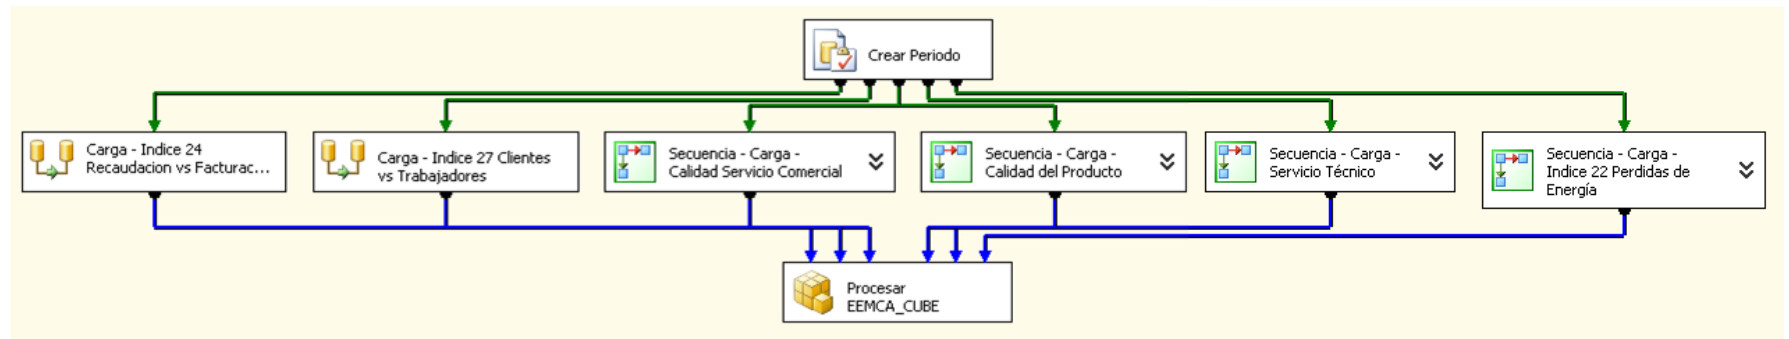 Crear Periodo
Carga - Indice 24
Recaudacion vs Facturac...
Carga - Indice 27 Clientes
vs Trabajadores
Secuencia - Carga -
Calidad Servicio Comercial
Secuencia - Carga -
Calidad del Producto
Secuencia - Carga -
Servicio Técnico
Secuencia - Carga -
Indice 22 Perdidas de
Energía
Procesar
EEMCA_CUBE